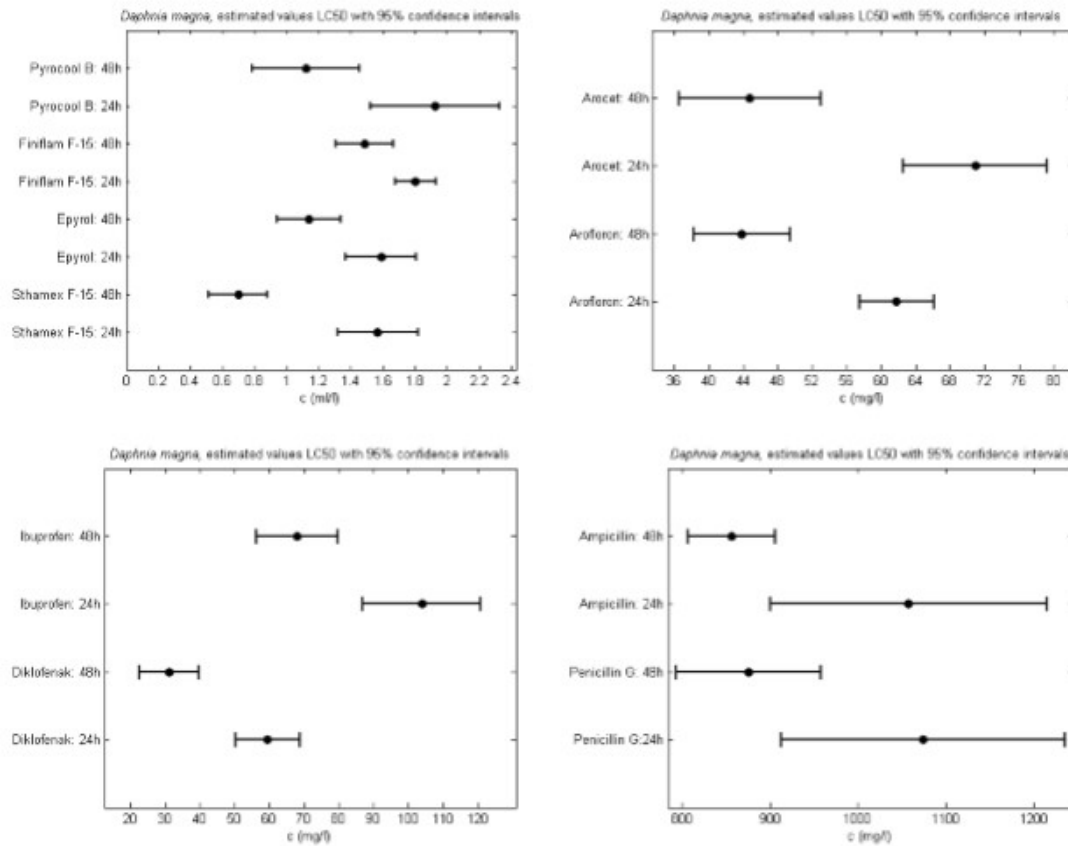 Daphnia magna, estimated values LC50 with 95% confidence intervals
Pyrocool B: 48h
Pyrocool B: 24h
Finiflam F-15: 48h
Finiflam F-15: 24h
Epyrol: 48h
Epyrol: 24h
Sthamex F-15: 48h
Sthamex F-15: 24h
0 0.2 0.4 0.6 0.8 1 1.2 1.4 1.6 1.8 2 2.2 2.4
c (ml/l)
Daphnia magna, estimated values LC50 with 95% confidence intervals
Arocet: 48h
Arocet: 24h
Aroferon: 48h
Aroferon: 24h
36 40 44 48 52 56 60 64 68 72 76 80
c (mg/l)
Daphnia magna, estimated values LC50 with 95% confidence intervals
Ibuprofen: 48h
Ibuprofen: 24h
Diklofenak: 48h
Diklofenak: 24h
20 30 40 50 60 70 80 90 100 110 120
c (mg/l)
Daphnia magna, estimated values LC50 with 95% confidence intervals
Ampicillin: 48h
Ampicillin: 24h
Penicillin G: 48h
Penicillin G:24h
800 900 1000 1100 1200
c (mg/l)